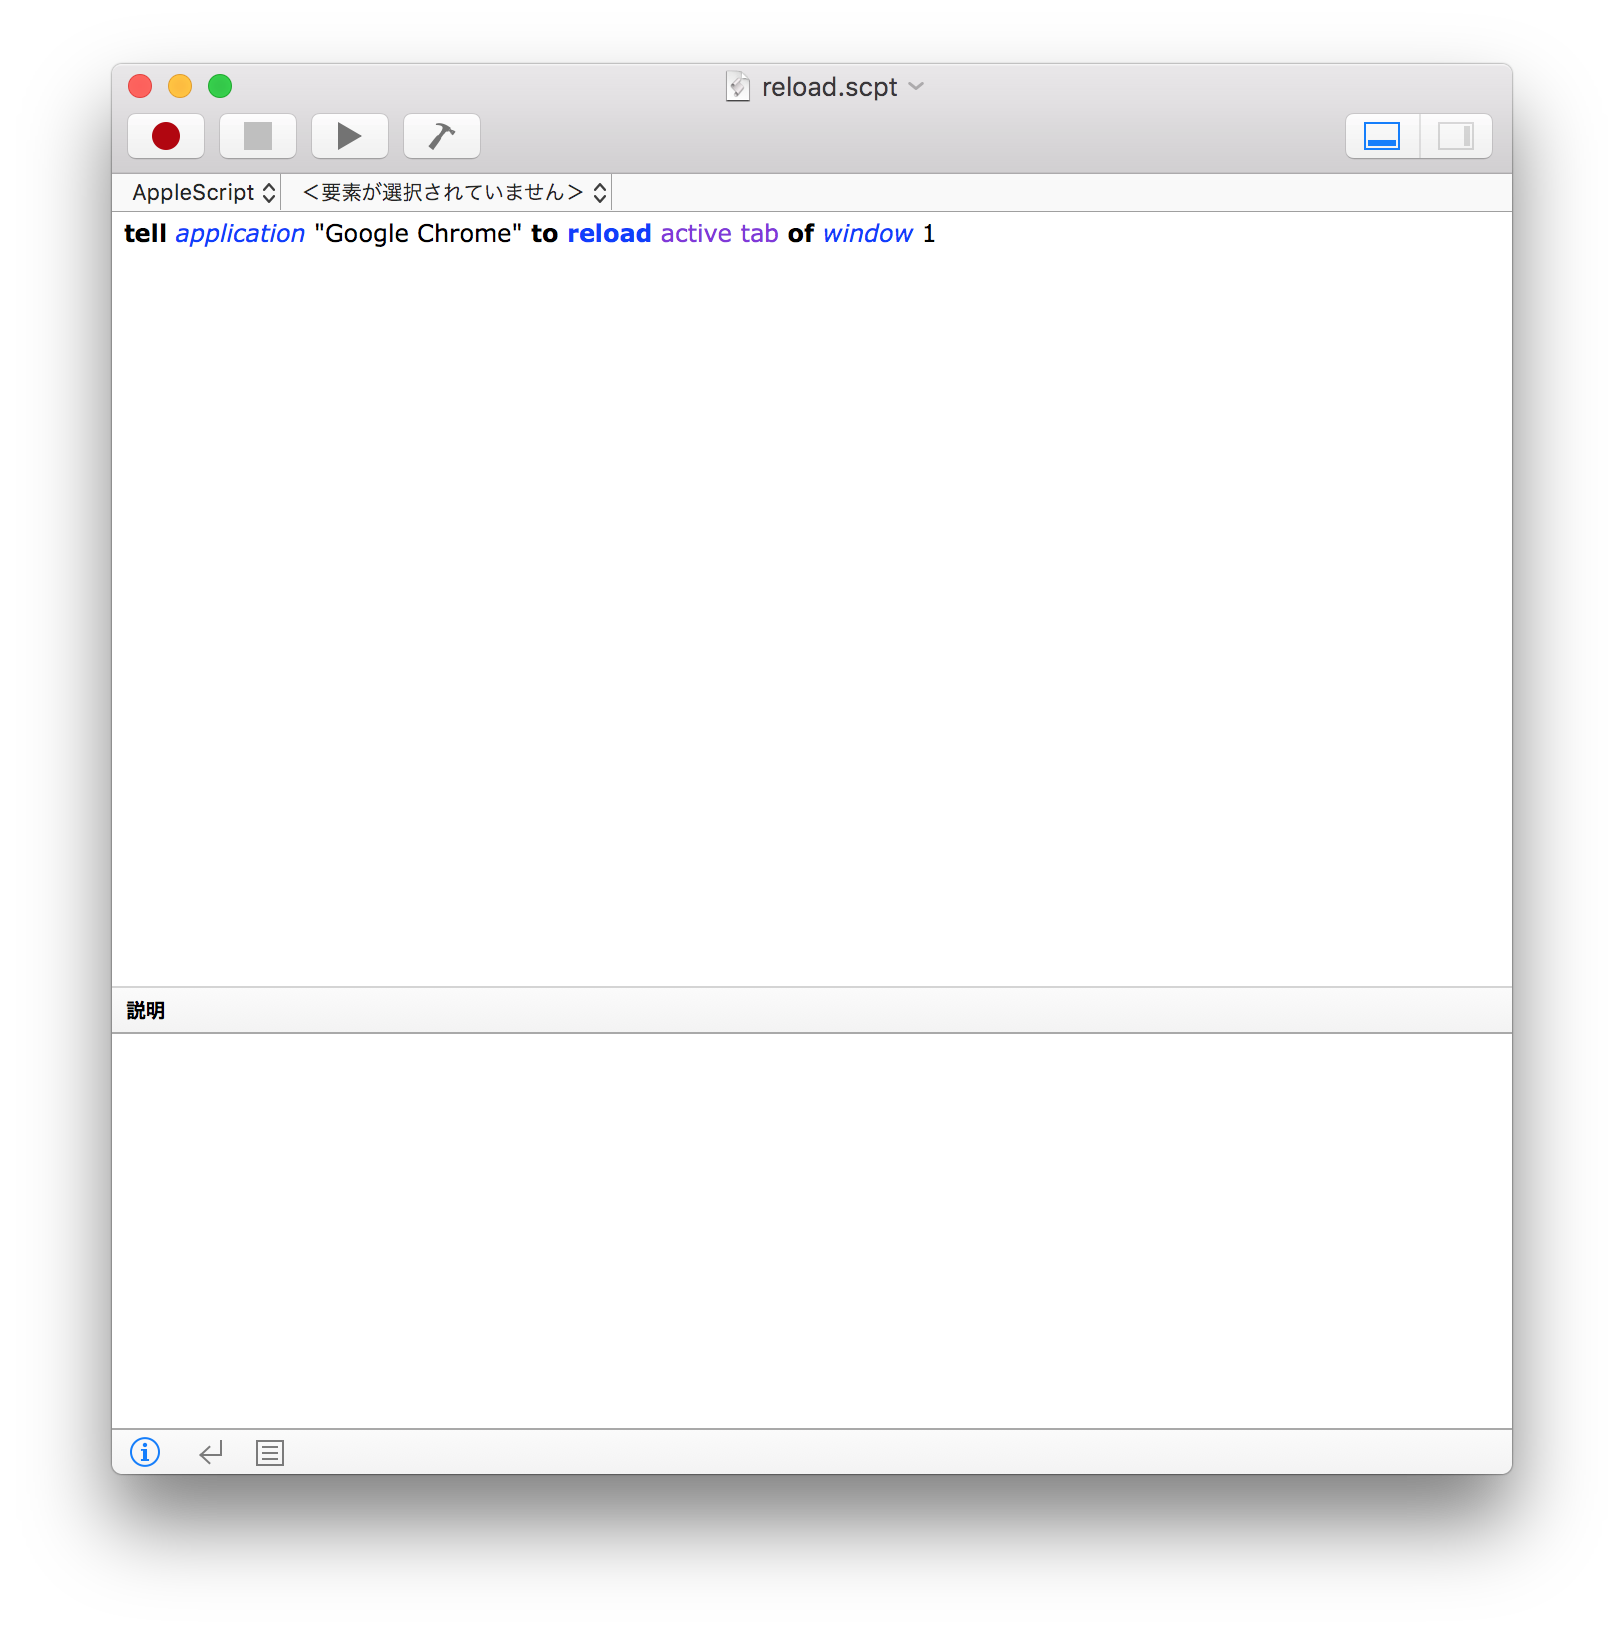 reload.scpt
AppleScript <要素が選択されていません>
tell application "Google Chrome" to reload active tab of window 1
説明